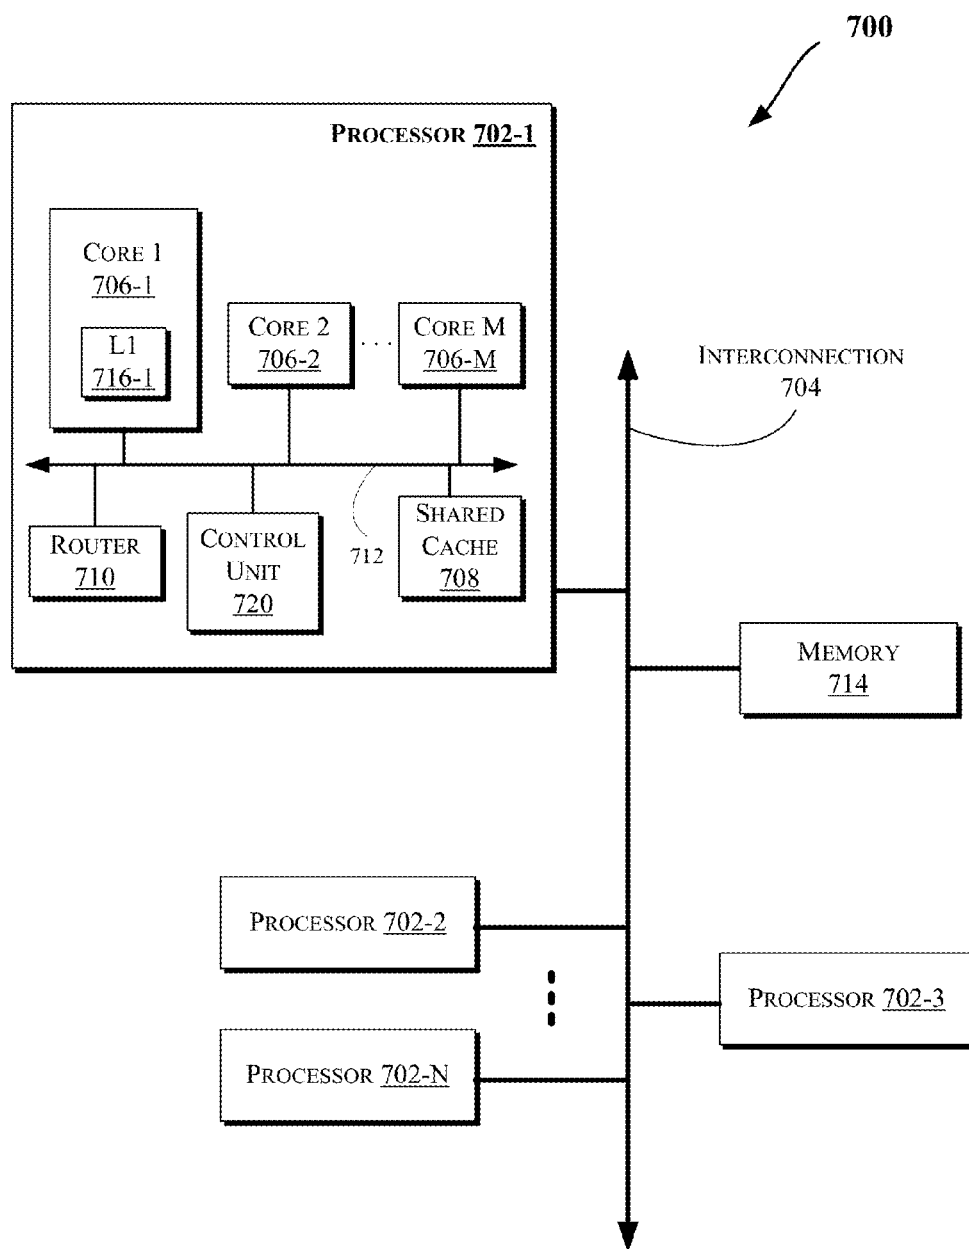 700
PROCESSOR 702-1
CORE 1
706-1
L1
716-1
CORE 2
706-2
. . .
CORE M
706-M
INTERCONNECTION
704
ROUTER
710
CONTROL
UNIT
720
712
SHARED
CACHE
708
MEMORY
714
PROCESSOR 702-2
PROCESSOR 702-3
PROCESSOR 702-N